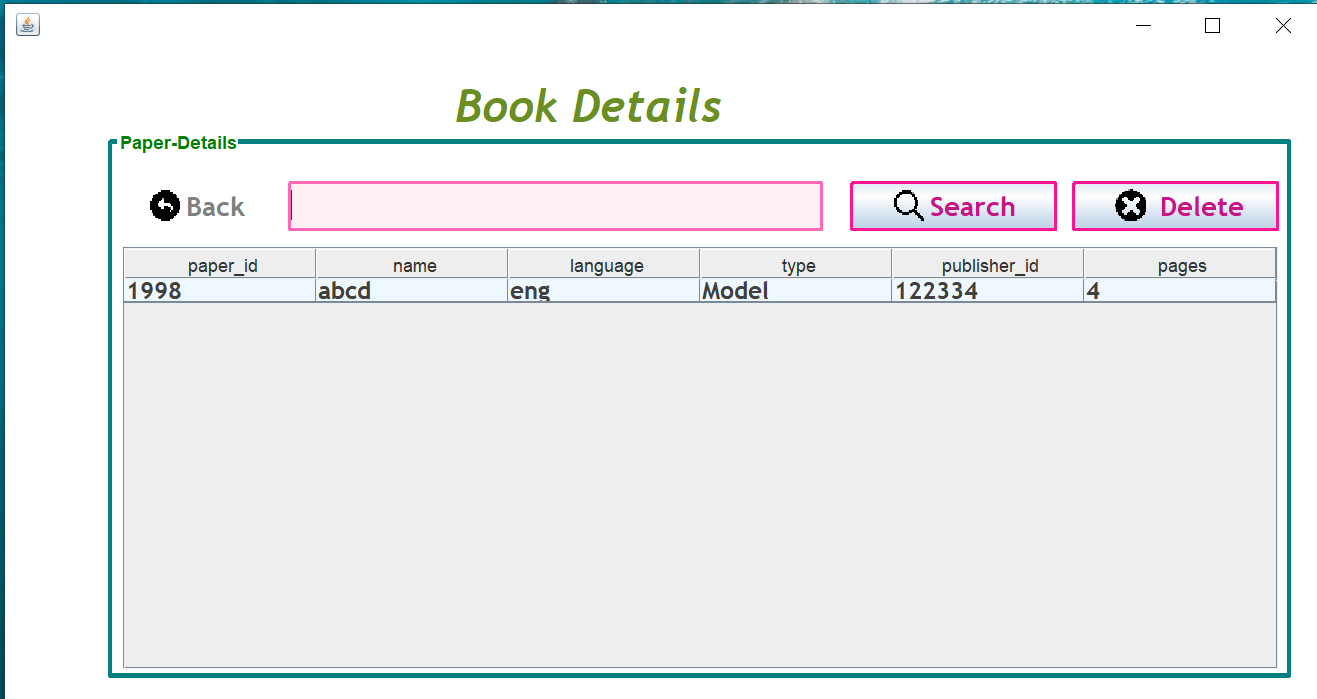 Book Details
Paper-Details
Back Search Delete
paper_id name language type publisher_id pages
1998 abcd eng Model 122334 4